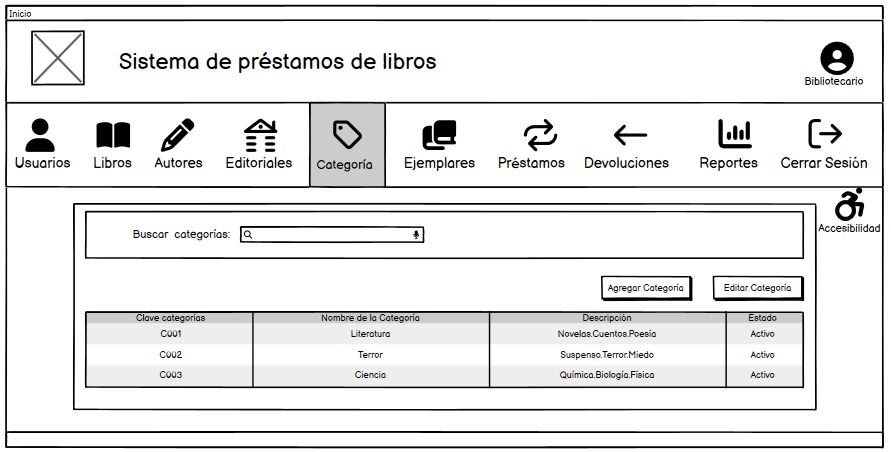 Inicio
Sistema de préstamos de libros
Bibliotecario
Usuarios Libros Autores Editoriales Categoría Ejemplares Préstamos Devoluciones Reportes Cerrar Sesión
Accesibilidad
Buscar categorías:
Agregar Categoría Editar Categoría
Clave categorías Nombre de la Categoría Descripción Estado
C001 Literatura Novelas.Cuentos.Poesía Activo
C002 Terror Suspenso.Terror.Miedo Activo
C003 Ciencia Química.Biología.Física Activo